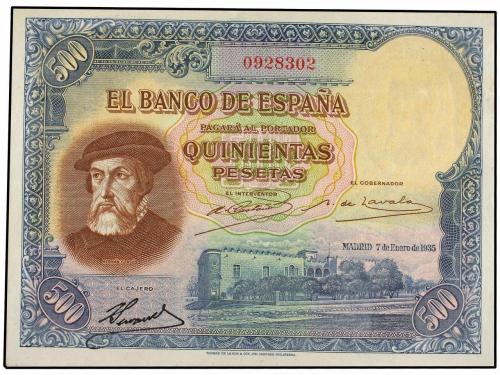 500
0928302
EL BANCO DE ESPAÑA
PAGARÁ AL PORTADOR
QUINIENTAS
PESETAS
EL INTERVENTOR
EL GOBERNADOR
MADRID 7 de Enero de 1935
EL CAJERO
500
500